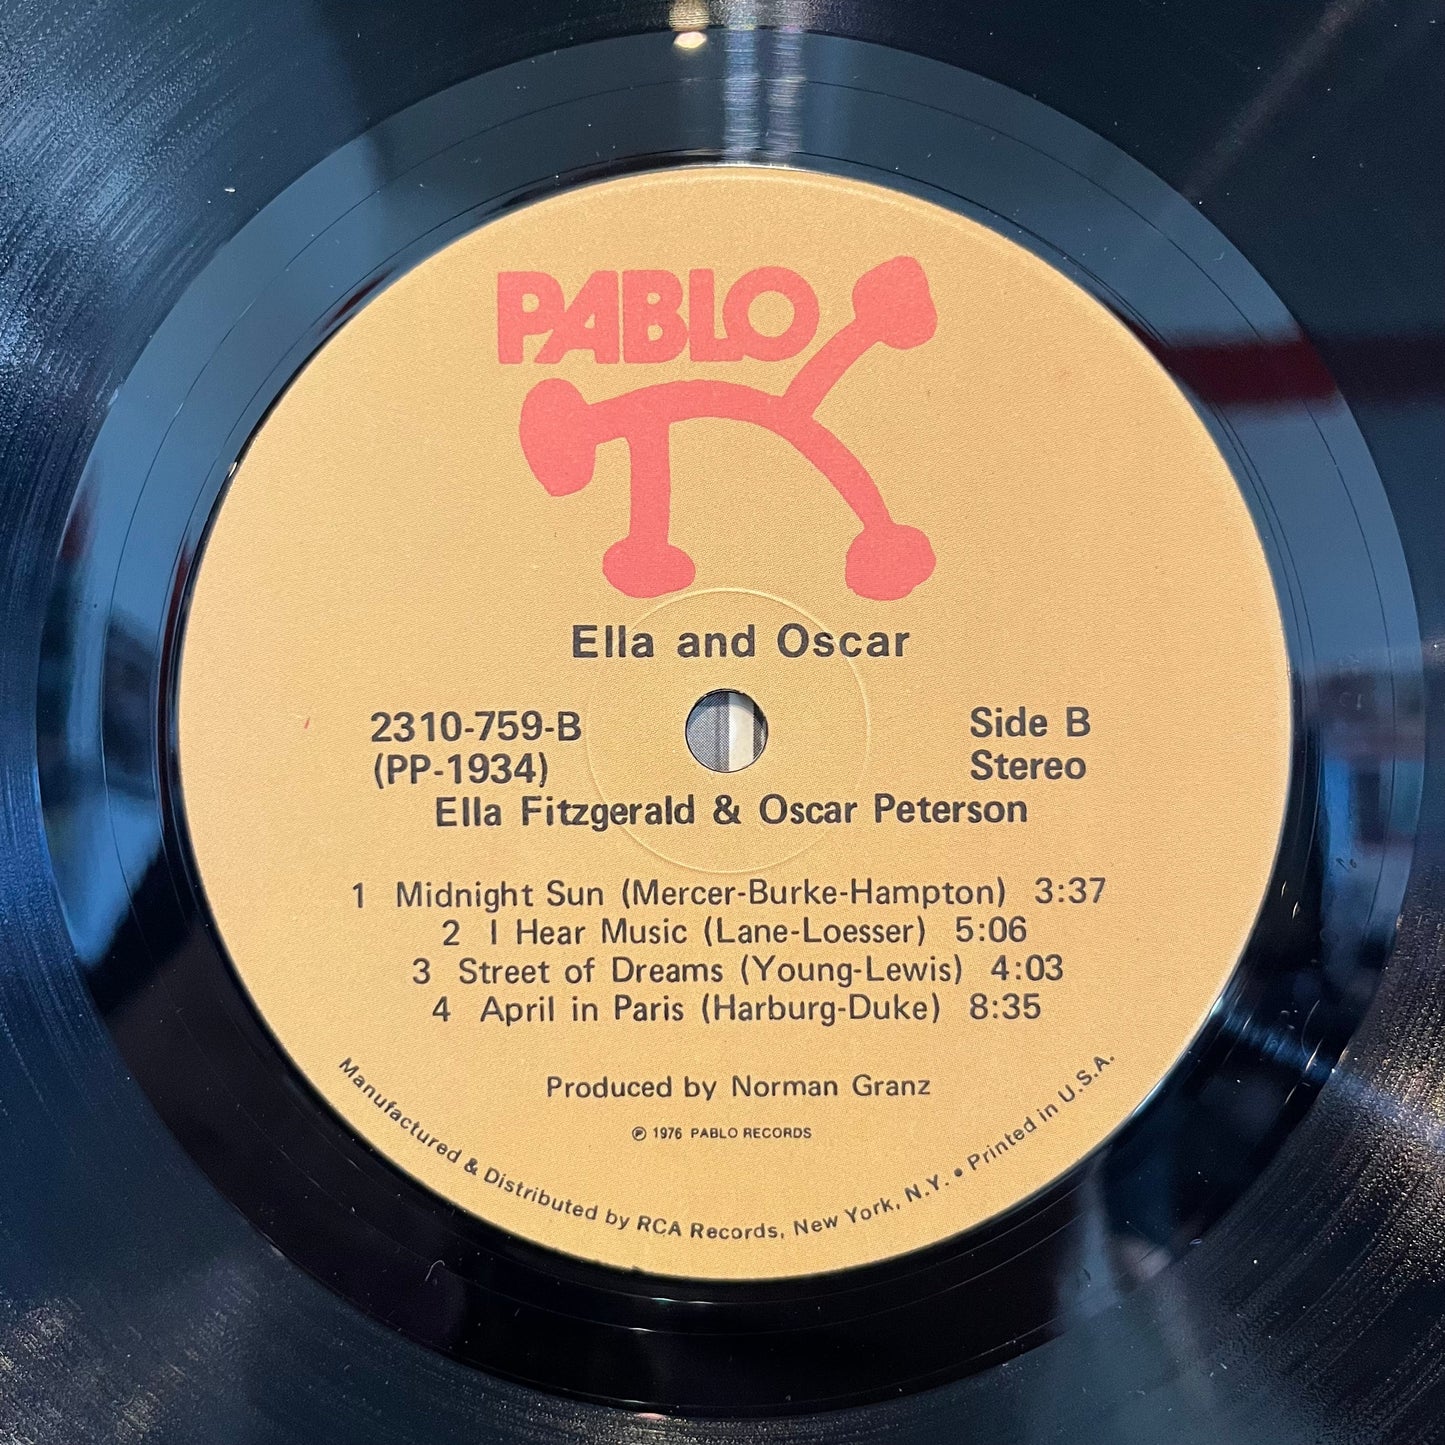 PABLO
Ella and Oscar
2310-759-B
(PP-1934)
Side B
Stereo
Ella Fitzgerald & Oscar Peterson
1 Midnight Sun (Mercer-Burke-Hampton) 3:37
2 I Hear Music (Lane-Loesser) 5:06
3 Street of Dreams (Young-Lewis) 4:03
4 April in Paris (Harburg-Duke) 8:35
Produced by Norman Granz
℗ 1976 PABLO RECORDS
Manufactured & Distributed by RCA Records, New York, N.Y. • Printed in U.S.A.